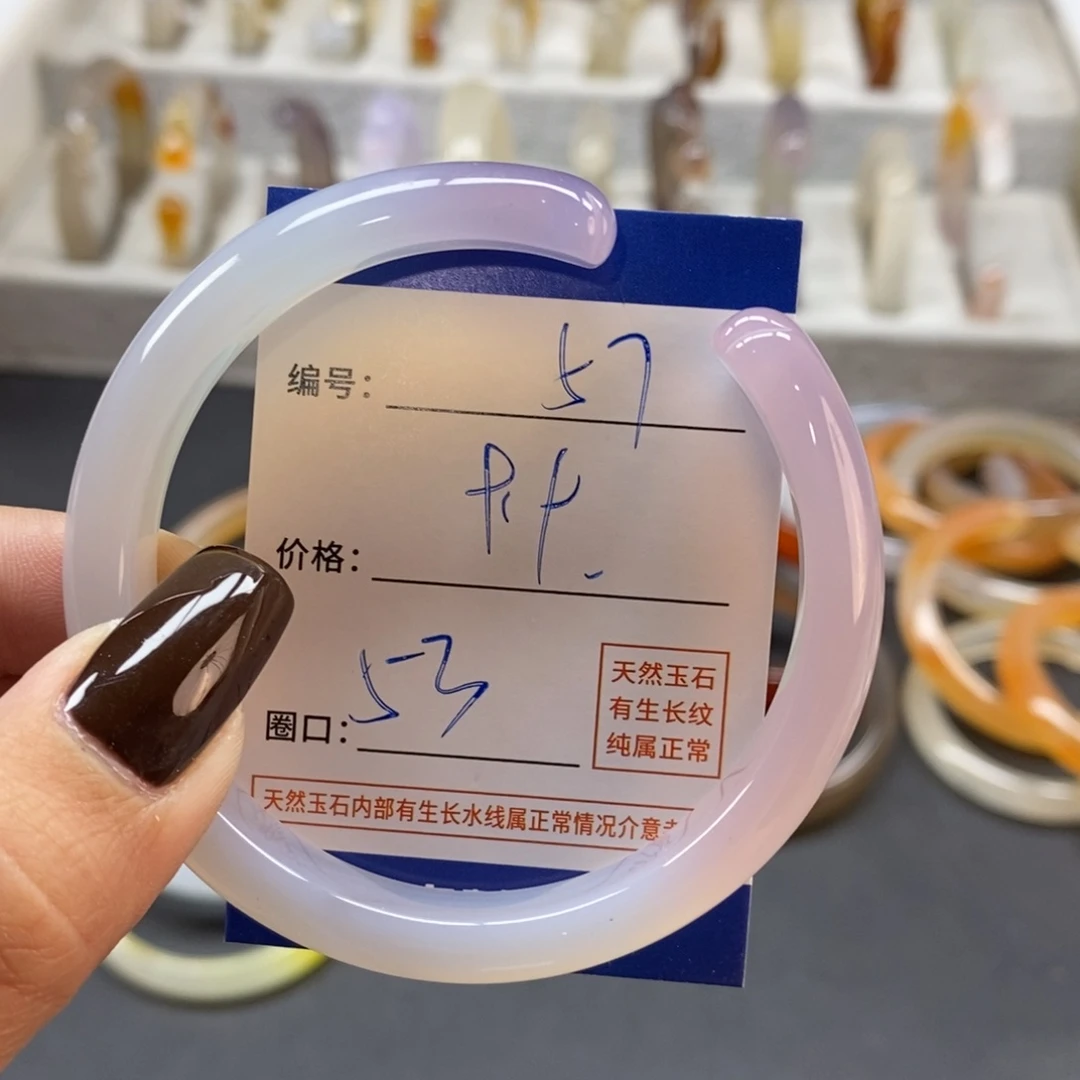 编号： 57
价格：
圈口： 53
天然玉石
有生长纹
纯属正常
天然玉石内部有生长水线属正常情况介意